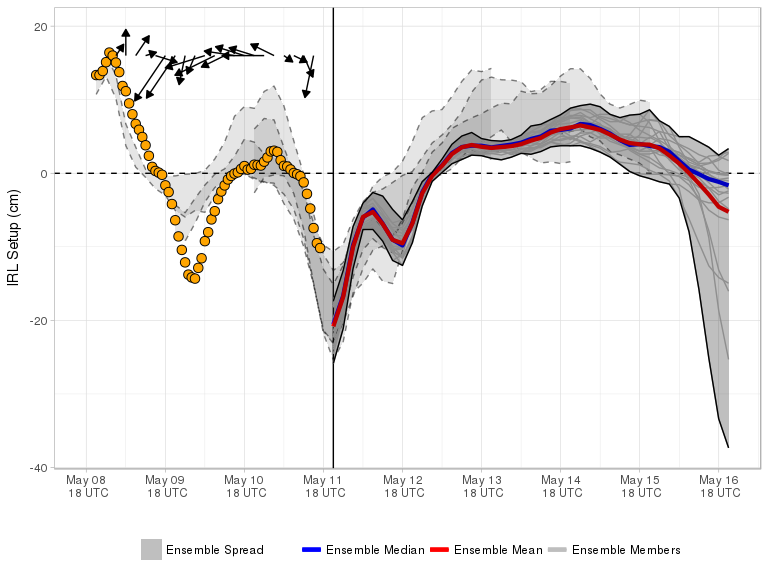 20
0
-20
-40
IRL Setup (cm)
May 08 May 09 May 10 May 11 May 12 May 13 May 14 May 15 May 16
18 UTC 18 UTC 18 UTC 18 UTC 18 UTC 18 UTC 18 UTC 18 UTC 18 UTC
Ensemble Spread Ensemble Median Ensemble Mean Ensemble Members